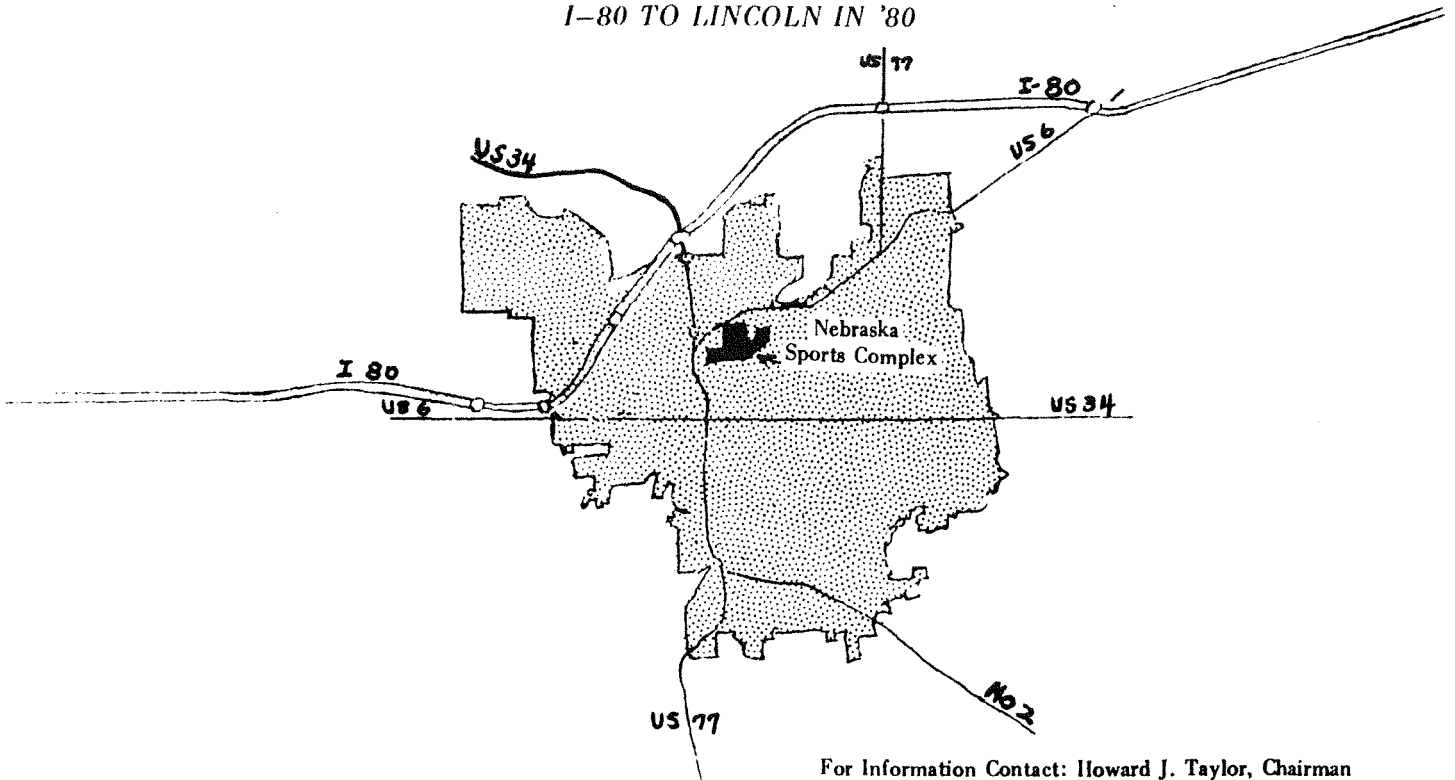 I–80 TO LINCOLN IN '80
US 77
I-80
US 6
US 34
Nebraska
Sports Complex
I 80
US 6
US 34
US 77
NO 2
For Information Contact: Howard J. Taylor, Chairman